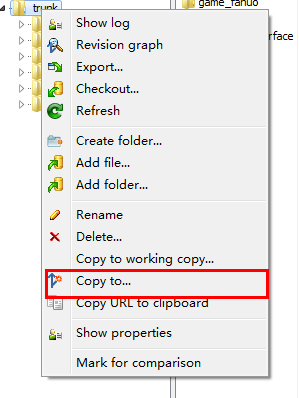 trunk
game_fanuo
Show log
Revision graph
erface
Export...
Checkout...
Refresh
Create folder...
Add file...
Add folder...
Rename
Delete...
Copy to working copy...
Copy to...
Copy URL to clipboard
Show properties
Mark for comparison